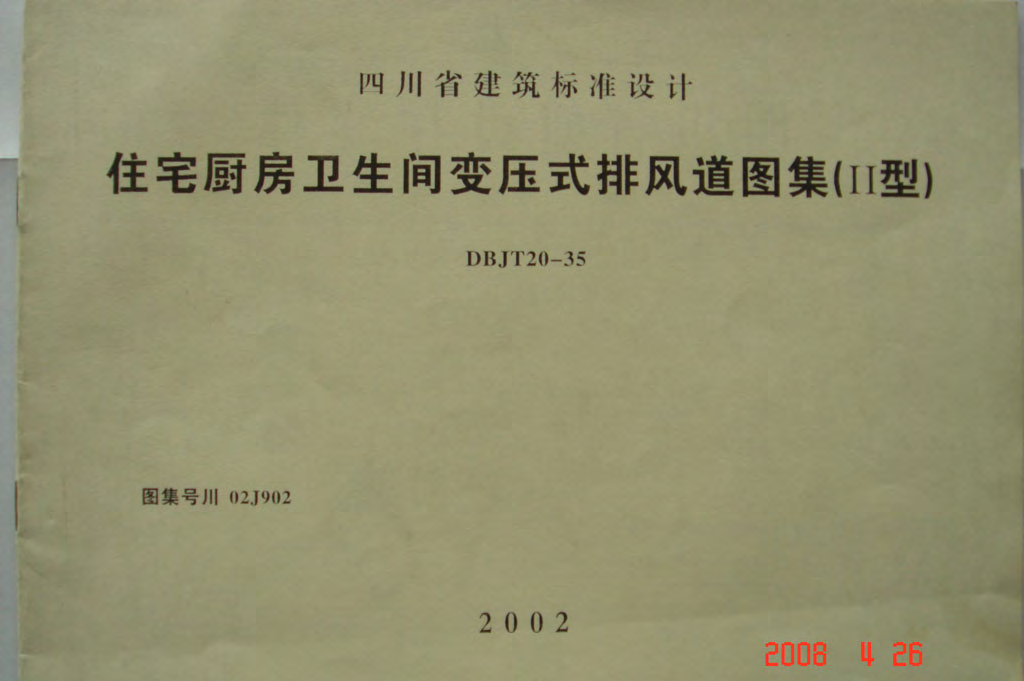 四川省建筑标准设计
住宅厨房卫生间变压式排风道图集(II型)
DBJT20-35
图集号川 02J902
2002
2008 4 26